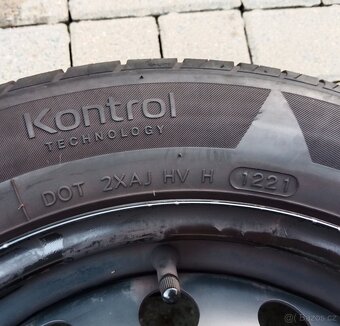 Kontrol
TECHNOLOGY
DOT 2XAJ HV H 1221
Bazos.cz